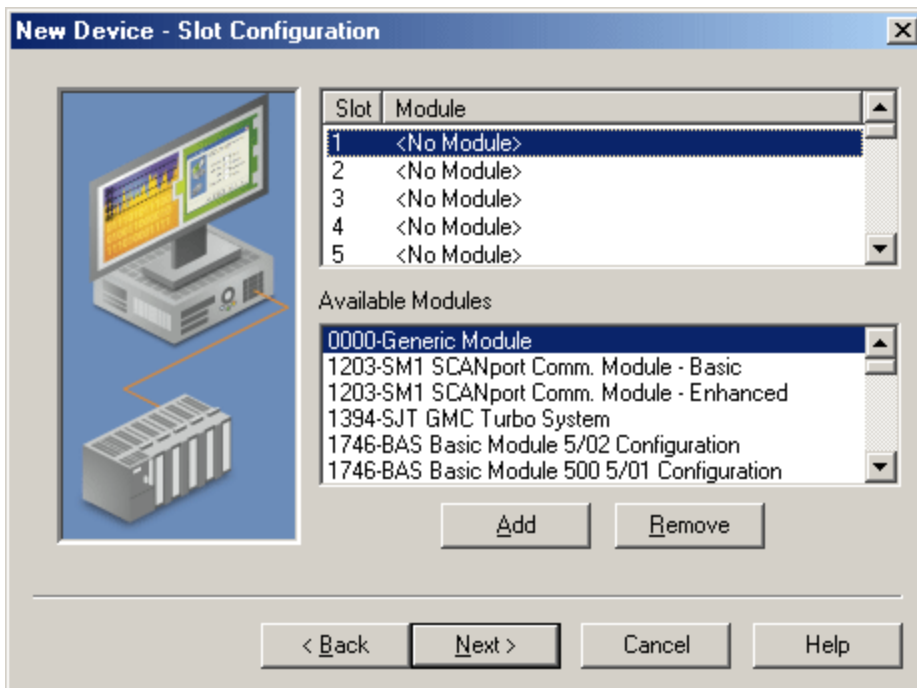 New Device - Slot Configuration
Slot Module
1 <No Module>
2 <No Module>
3 <No Module>
4 <No Module>
5 <No Module>
Available Modules
0000-Generic Module
1203-SM1 SCANport Comm. Module - Basic
1203-SM1 SCANport Comm. Module - Enhanced
1394-SJT GMC Turbo System
1746-BAS Basic Module 5/02 Configuration
1746-BAS Basic Module 500 5/01 Configuration
Add Remove
< Back Next > Cancel Help